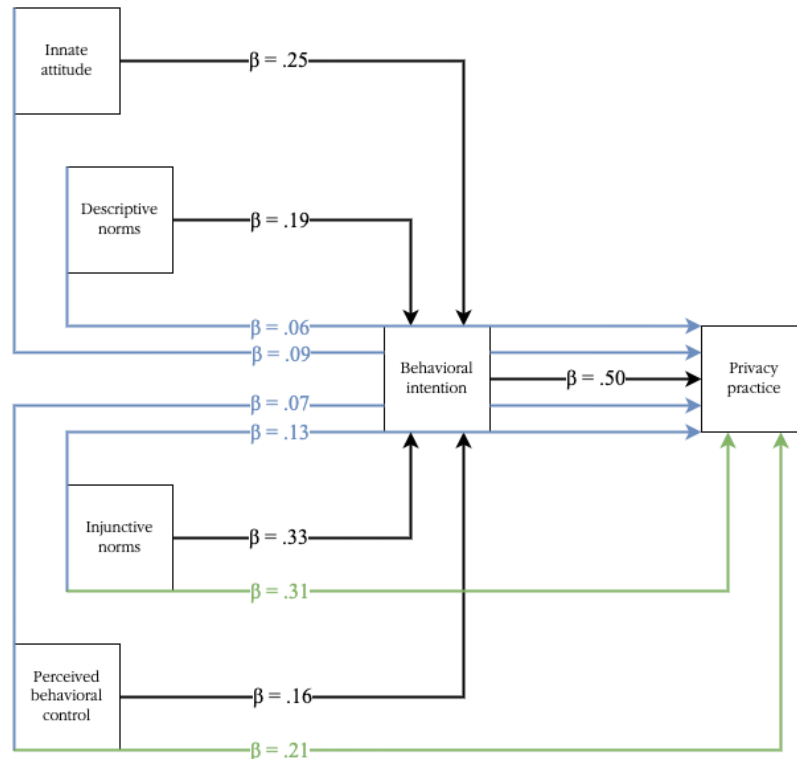 Innate
attitude
β = .25
Descriptive
norms
β = .19
β = .06
β = .09
Behavioral
intention
β = .50
Privacy
practice
β = .07
β = .13
Injunctive
norms
β = .33
β = .31
Perceived
behavioral
control
β = .16
β = .21